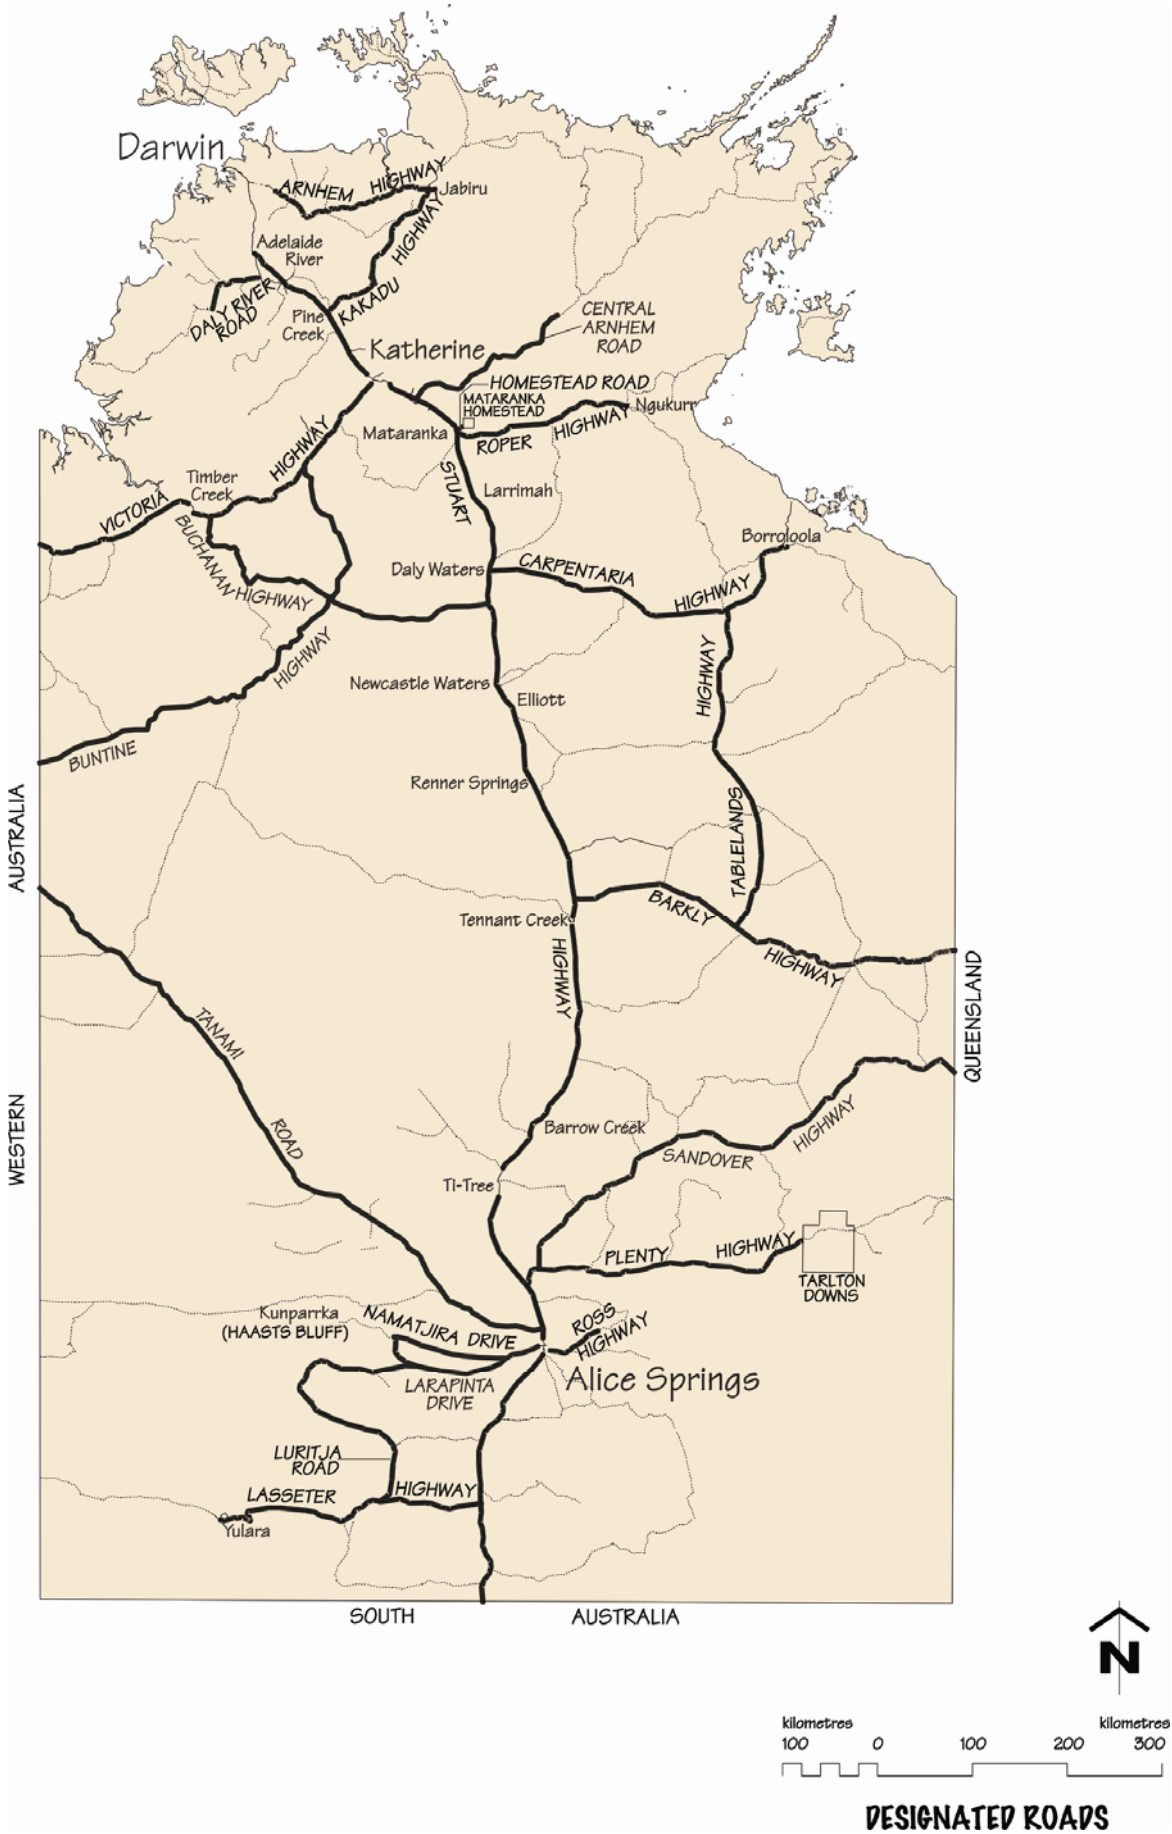 Darwin
ARNHEM HIGHWAY
Jabiru
HIGHWAY
KAKADU
Adelaide
River
DALY RIVER
ROAD
Pine
Creek
CENTRAL
ARNHEM
ROAD
Katherine
HOMESTEAD ROAD
MATARANKA
HOMESTEAD
Ngukurr
Mataranka
ROPER HIGHWAY
HIGHWAY
STUART
Larrimah
Timber
Creek
VICTORIA
BUCHANAN
HIGHWAY
Borroloola
Daly Waters
CARPENTARIA
HIGHWAY
HIGHWAY
HIGHWAY
Newcastle Waters
Elliott
BUNTINE
Renner Springs
TABLELANDS
AUSTRALIA
BARKLY
Tennant Creek
HIGHWAY
HIGHWAY
QUEENSLAND
TANAMI
ROAD
WESTERN
Barrow Creek
HIGHWAY
SANDOVER
Ti-Tree
PLENTY HIGHWAY
TARLTON
DOWNS
Kunparrka
(HAASTS BLUFF)
NAMATJIRA DRIVE
ROSS
HIGHWAY
Alice Springs
LARAPINTA
DRIVE
LURITJA
ROAD
LASSETER
HIGHWAY
Yulara
SOUTH AUSTRALIA
N
kilometres kilometres
100 0 100 200 300
DESIGNATED ROADS